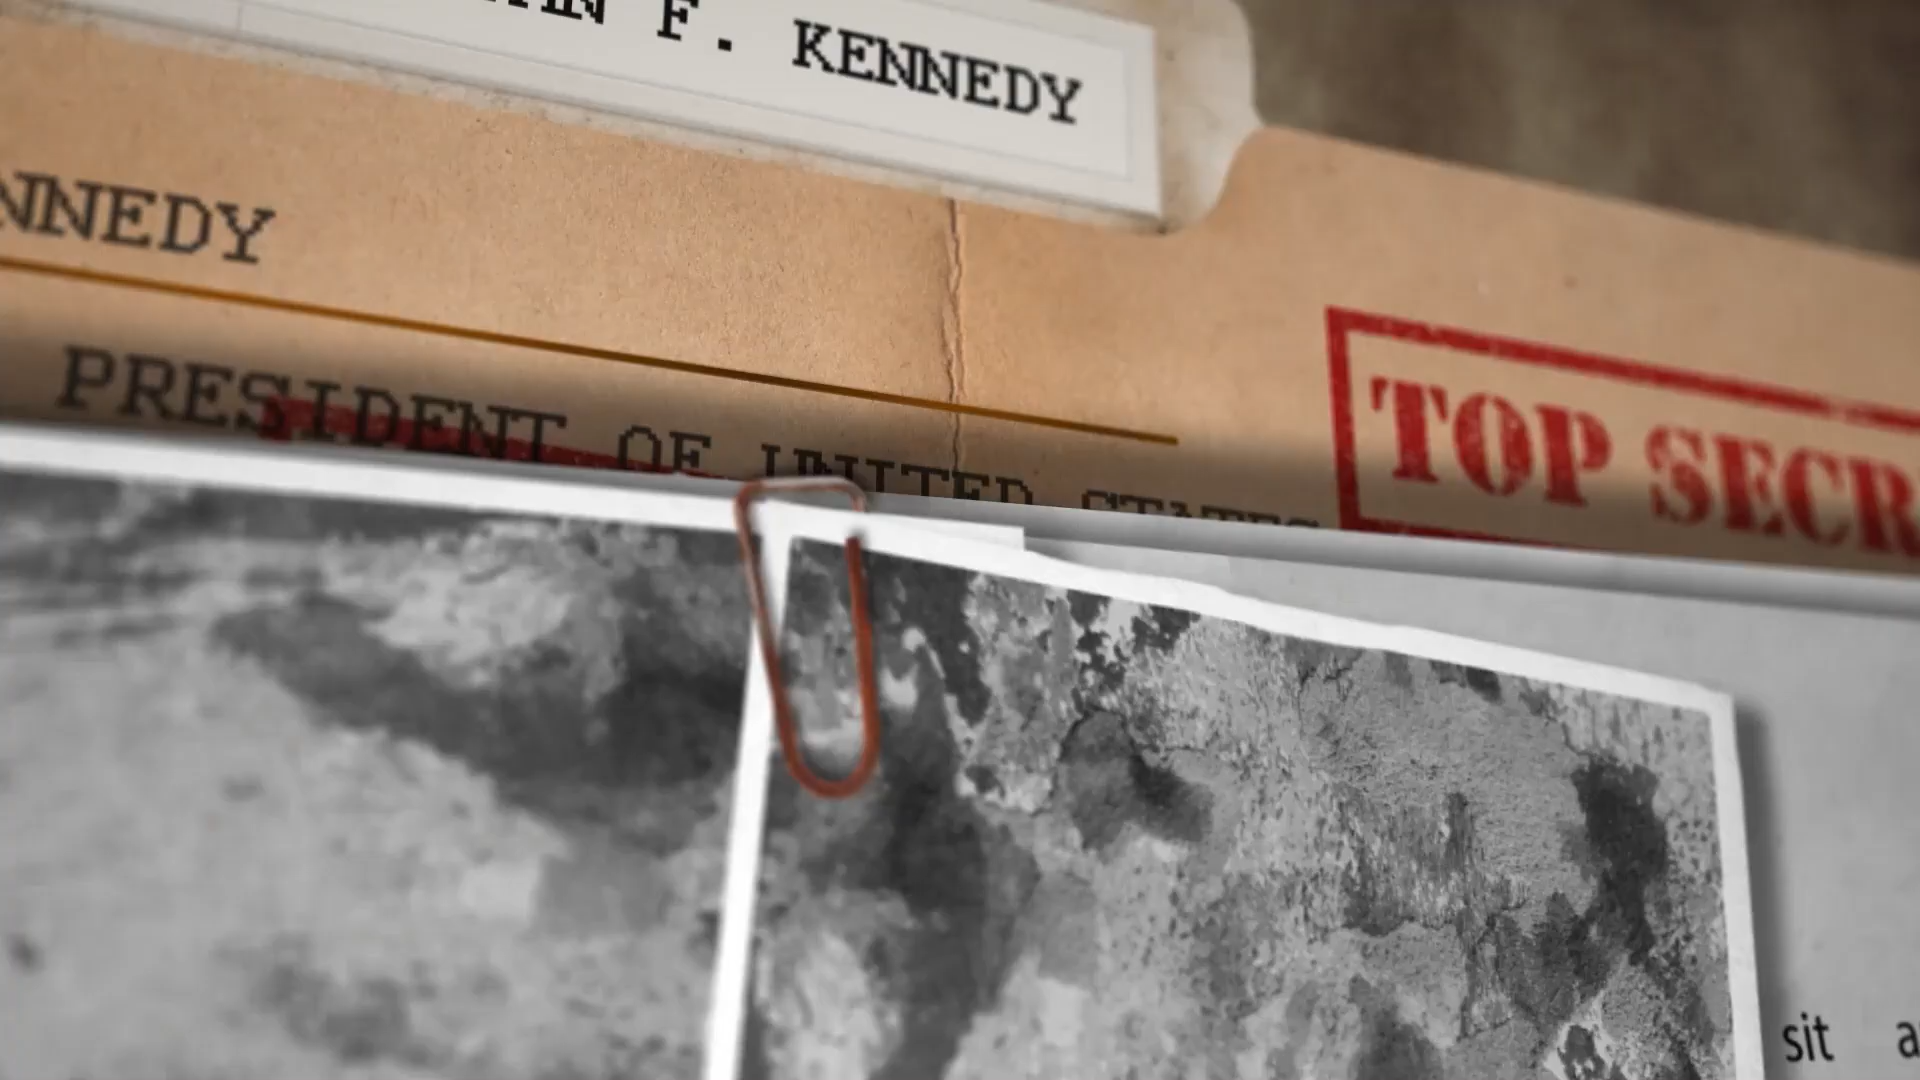 F. KENNEDY
NNEDY
PRESIDENT OF UNITED STATES
TOP SECR
sit a